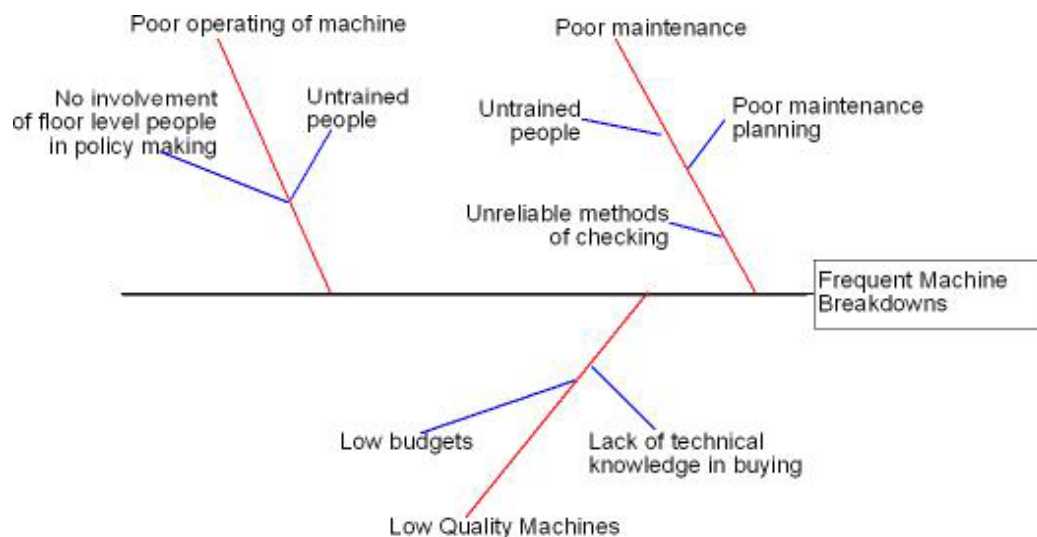 Poor operating of machine
Poor maintenance
No involvement
of floor level people
in policy making
Untrained
people
Untrained
people
Poor maintenance
planning
Unreliable methods
of checking
Frequent Machine
Breakdowns
Low budgets
Lack of technical
knowledge in buying
Low Quality Machines